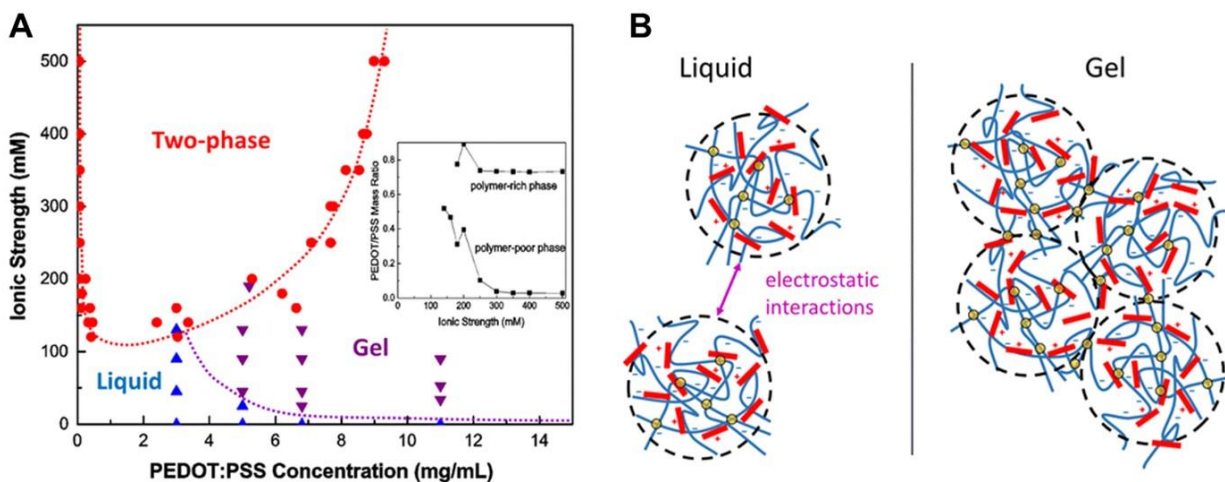 A
Ionic Strength (mM)
500
400
300
200
100
0
0
2
4
6
8
10
12
14
PEDOT:PSS Concentration (mg/mL)
Two-phase
Gel
Liquid
PEDOT/PSS Mass Ratio
0.8
0.6
0.4
0.2
0.0
0
100
200
300
400
500
Ionic Strength (mM)
polymer-rich phase
polymer-poor phase
B
Liquid
Gel
electrostatic
interactions